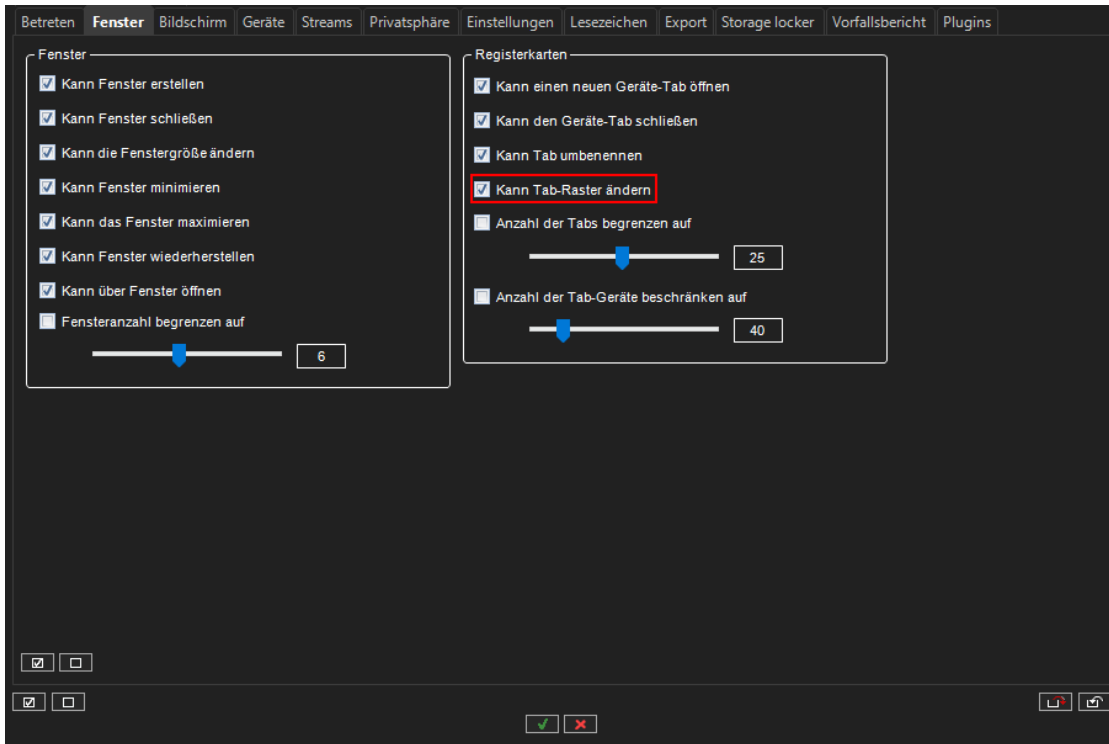 Betreten Fenster Bildschirm Geräte Streams Privatsphäre Einstellungen Lesezeichen Export Storage locker Vorfallsbericht Plugins
Fenster
Kann Fenster erstellen
Kann Fenster schließen
Kann die Fenstergröße ändern
Kann Fenster minimieren
Kann das Fenster maximieren
Kann Fenster wiederherstellen
Kann über Fenster öffnen
Fensteranzahl begrenzen auf
6
Registerkarten
Kann einen neuen Geräte-Tab öffnen
Kann den Geräte-Tab schließen
Kann Tab umbenennen
Kann Tab-Raster ändern
Anzahl der Tabs begrenzen auf
25
Anzahl der Tab-Geräte beschränken auf
40